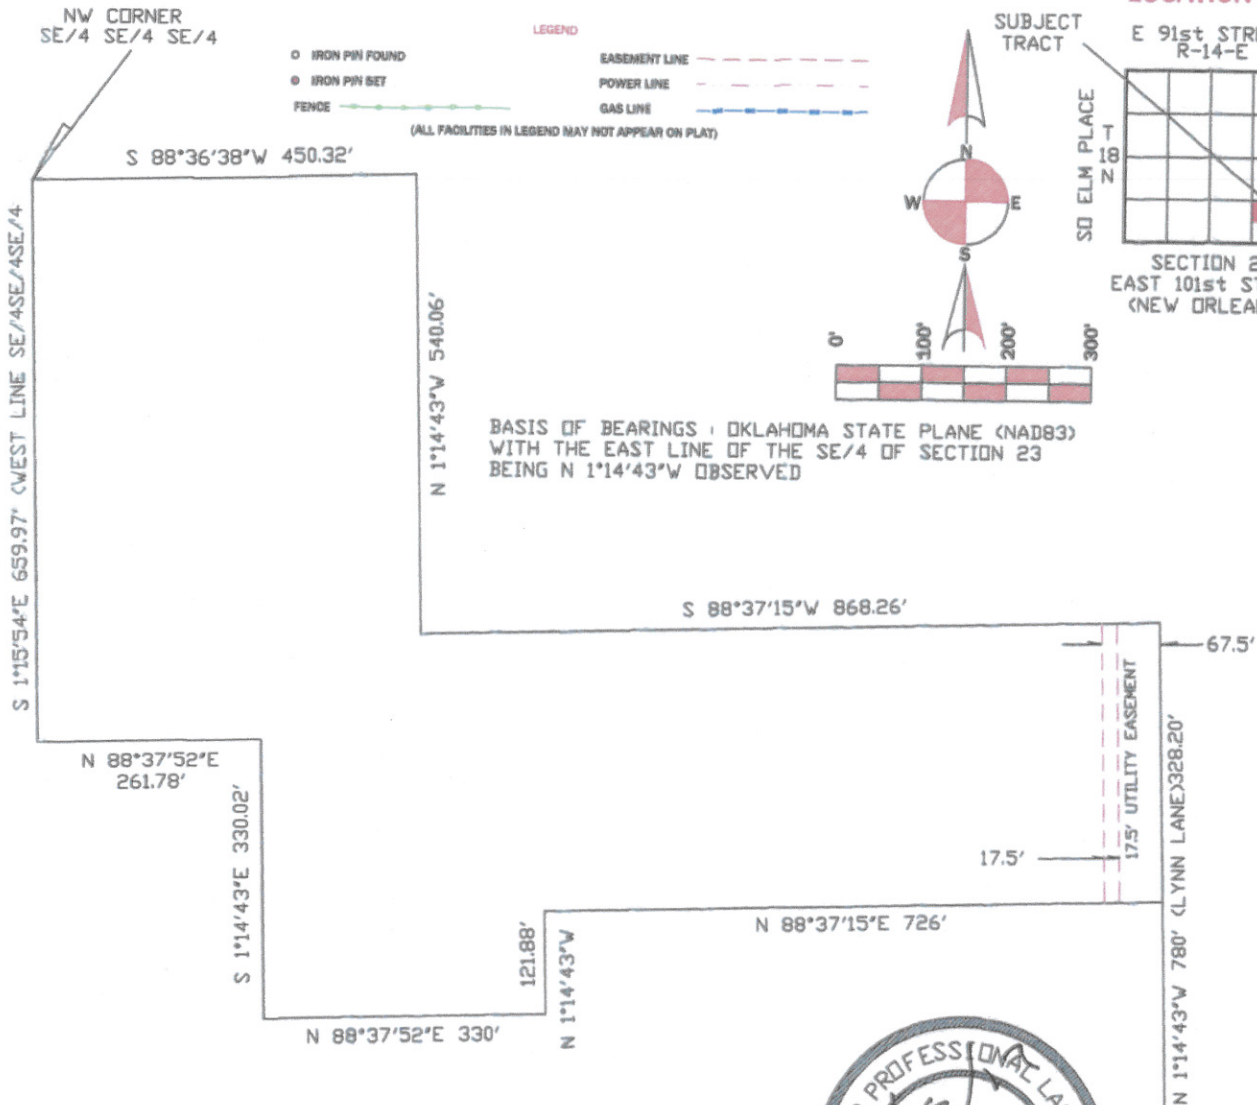 NW CORNER
SE/4 SE/4 SE/4
LEGEND
IRON PIN FOUND
IRON PIN SET
FENCE
EASEMENT LINE
POWER LINE
GAS LINE
(ALL FACILITIES IN LEGEND MAY NOT APPEAR ON PLAT)
SUBJECT
TRACT
E 91st
R-14-E
SO ELM PLACE
T
18
N
SECTION
EAST 101st
N
W
E
S
0'
100'
200'
300'
BASIS OF BEARINGS : OKLAHOMA STATE PLANE (NAD83)
WITH THE EAST LINE OF THE SE/4 OF SECTION 23
BEING N 1°14'43"W OBSERVED
S 88°36'38"W 450.32'
S 1°15'54"E 659.97' (WEST LINE SE/4SE/4SE/4
N 1°14'43"W 540.06'
S 88°37'15"W 868.26'
67.5'
17.5' UTILITY EASEMENT
17.5'
N 1°14'43"W 780' (LYNN LANE)328.20'
N 88°37'52"E
261.78'
S 1°14'43"E 330.02'
N 88°37'15"E 726'
121.88'
N 1°14'43"W
N 88°37'52"E 330'
PROFESSIONAL